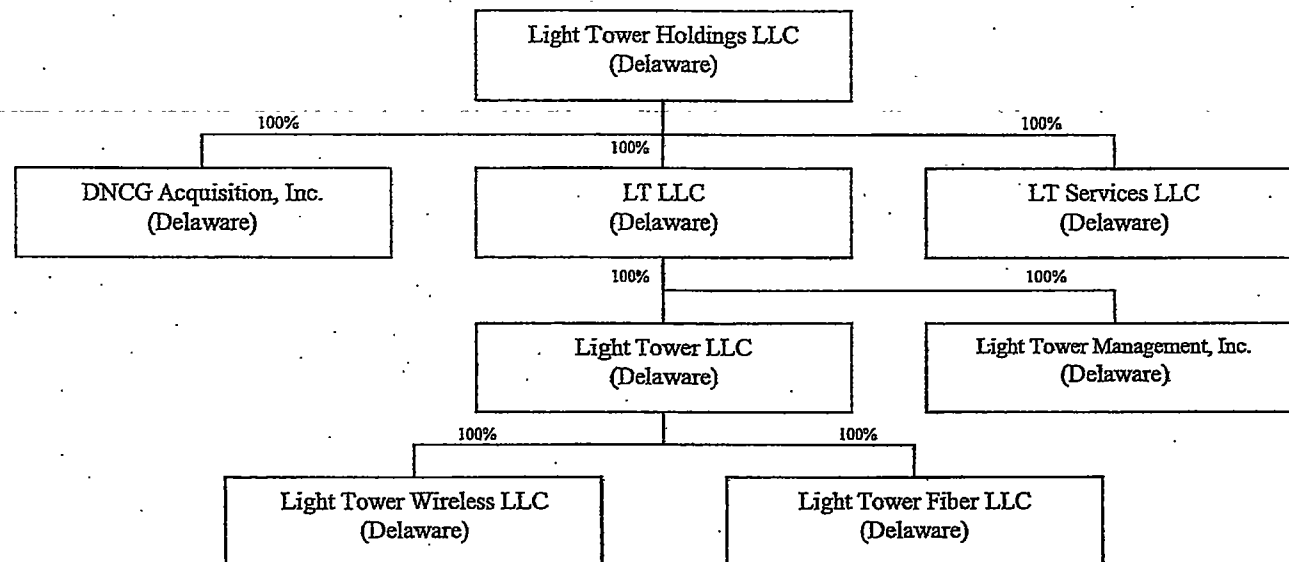 Light Tower Holdings LLC
(Delaware)
100%
100%
100%
DNCG Acquisition, Inc.
(Delaware)
LT LLC
(Delaware)
LT Services LLC
(Delaware)
100%
100%
Light Tower LLC
(Delaware)
Light Tower Management, Inc.
(Delaware)
100%
100%
Light Tower Wireless LLC
(Delaware)
Light Tower Fiber LLC
(Delaware)